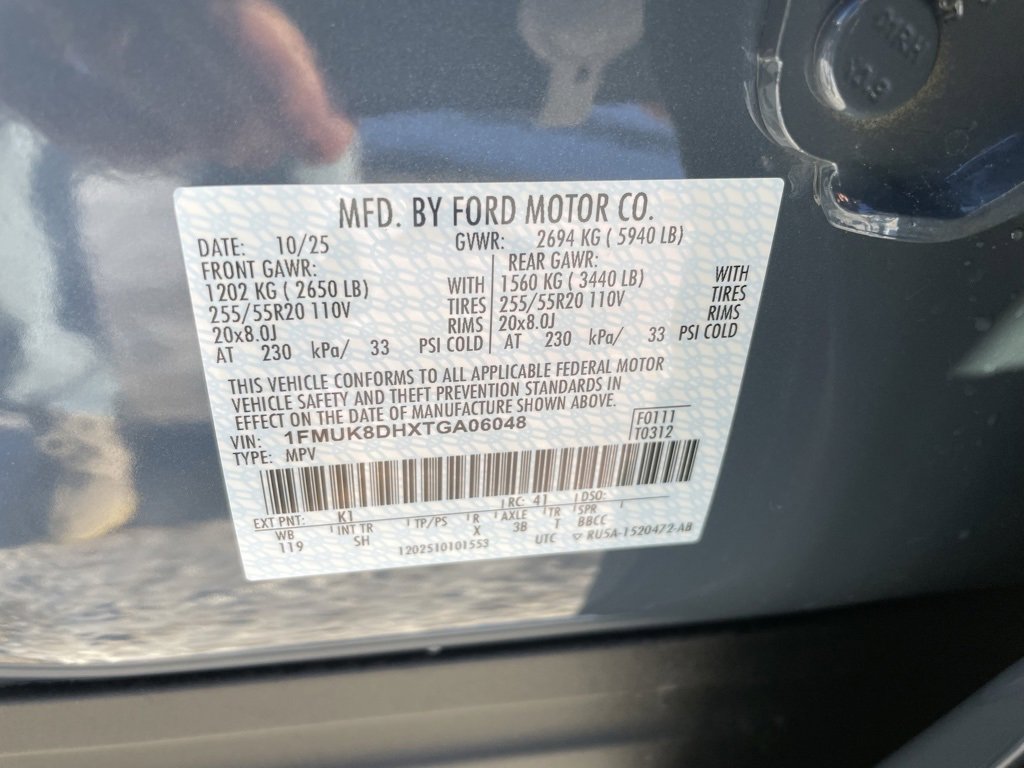 MFD. BY FORD MOTOR CO.
DATE: 10/25 GVWR: 2694 KG ( 5940 LB)
FRONT GAWR: REAR GAWR:
1202 KG ( 2650 LB) WITH 1560 KG ( 3440 LB) WITH
255/55R20 110V TIRES 255/55R20 110V TIRES
20x8.0J RIMS 20x8.0J RIMS
AT 230 kPa/ 33 PSI COLD AT 230 kPa/ 33 PSI COLD
THIS VEHICLE CONFORMS TO ALL APPLICABLE FEDERAL MOTOR
VEHICLE SAFETY AND THEFT PREVENTION STANDARDS IN
EFFECT ON THE DATE OF MANUFACTURE SHOWN ABOVE.
VIN: 1FMUK8DHXTGA06048 F0111
TYPE: MPV T0312
EXT PNT: K1 RC: 41 DSO:
WB INT TR TP/PS R AXLE TR SPR
119 SH X 3B T BBCC
1202510101553 UTC ▽ RU5A-1520472-AB